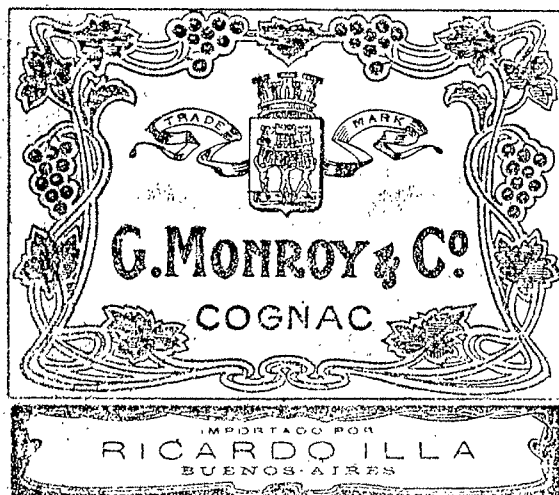 TRADE MARK
G. MONROY & Cº
COGNAC
IMPORTADO POR
RICARDO ILLA
BUENOS-AIRES